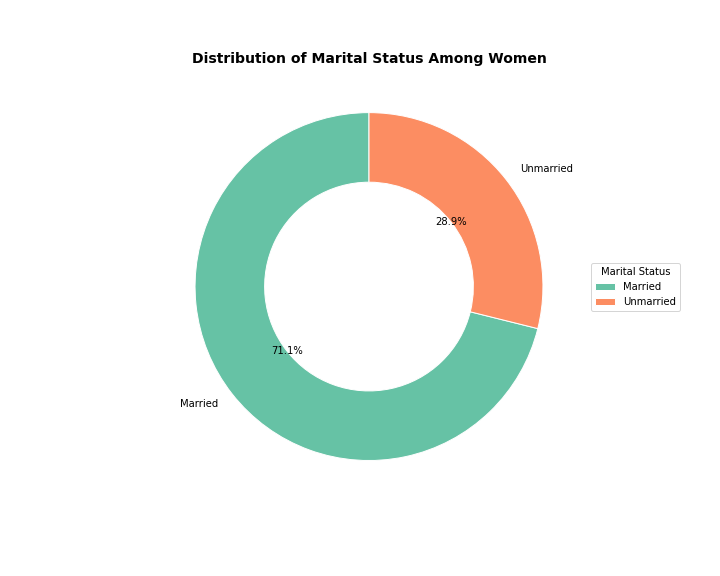 Distribution of Marital Status Among Women
Unmarried
28.9%
Marital Status
Married
Unmarried
71.1%
Married